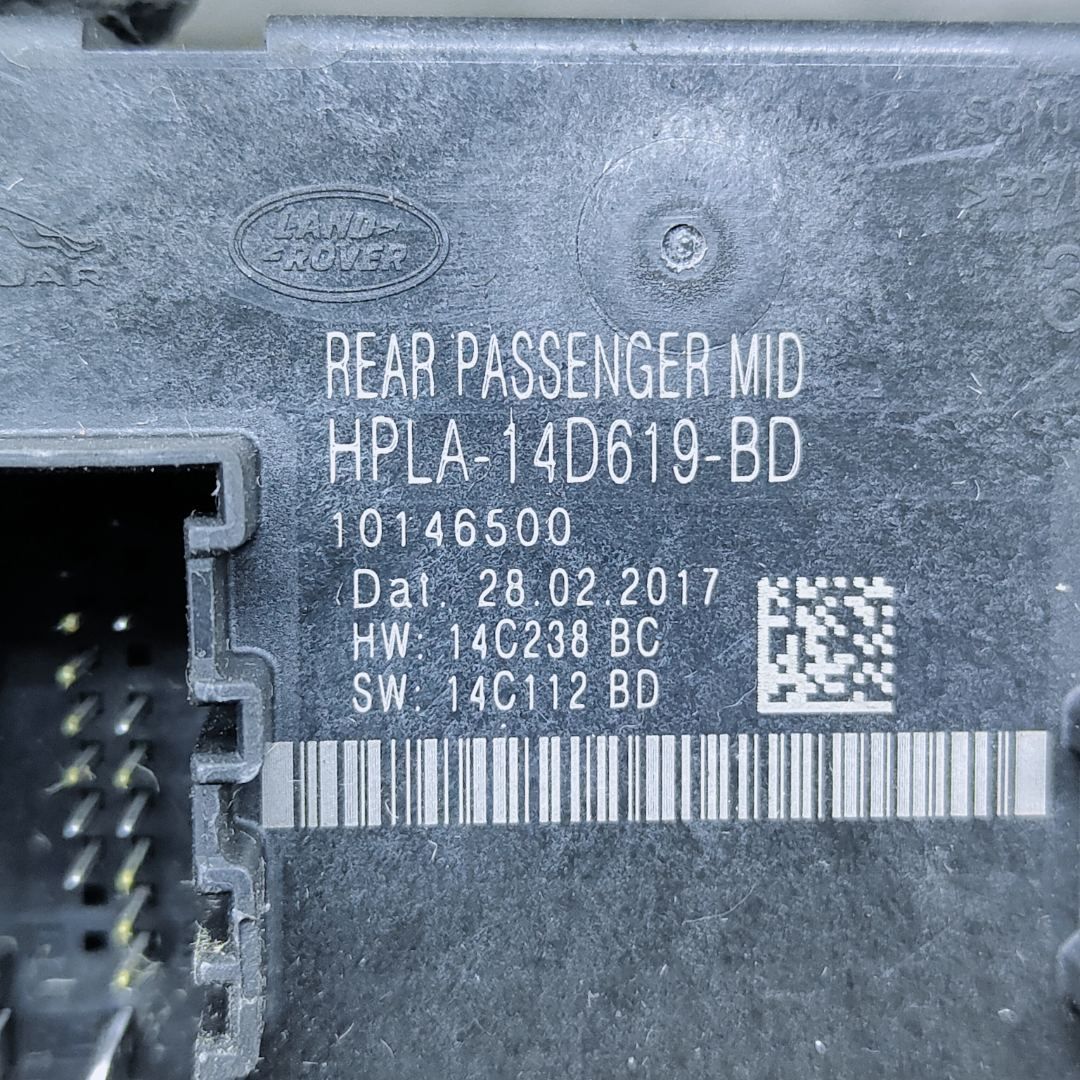 LAND
ROVER
REAR PASSENGER MID
HPLA-14D619-BD
10146500
Dat. 28.02.2017
HW: 14C238 BC
SW: 14C112 BD